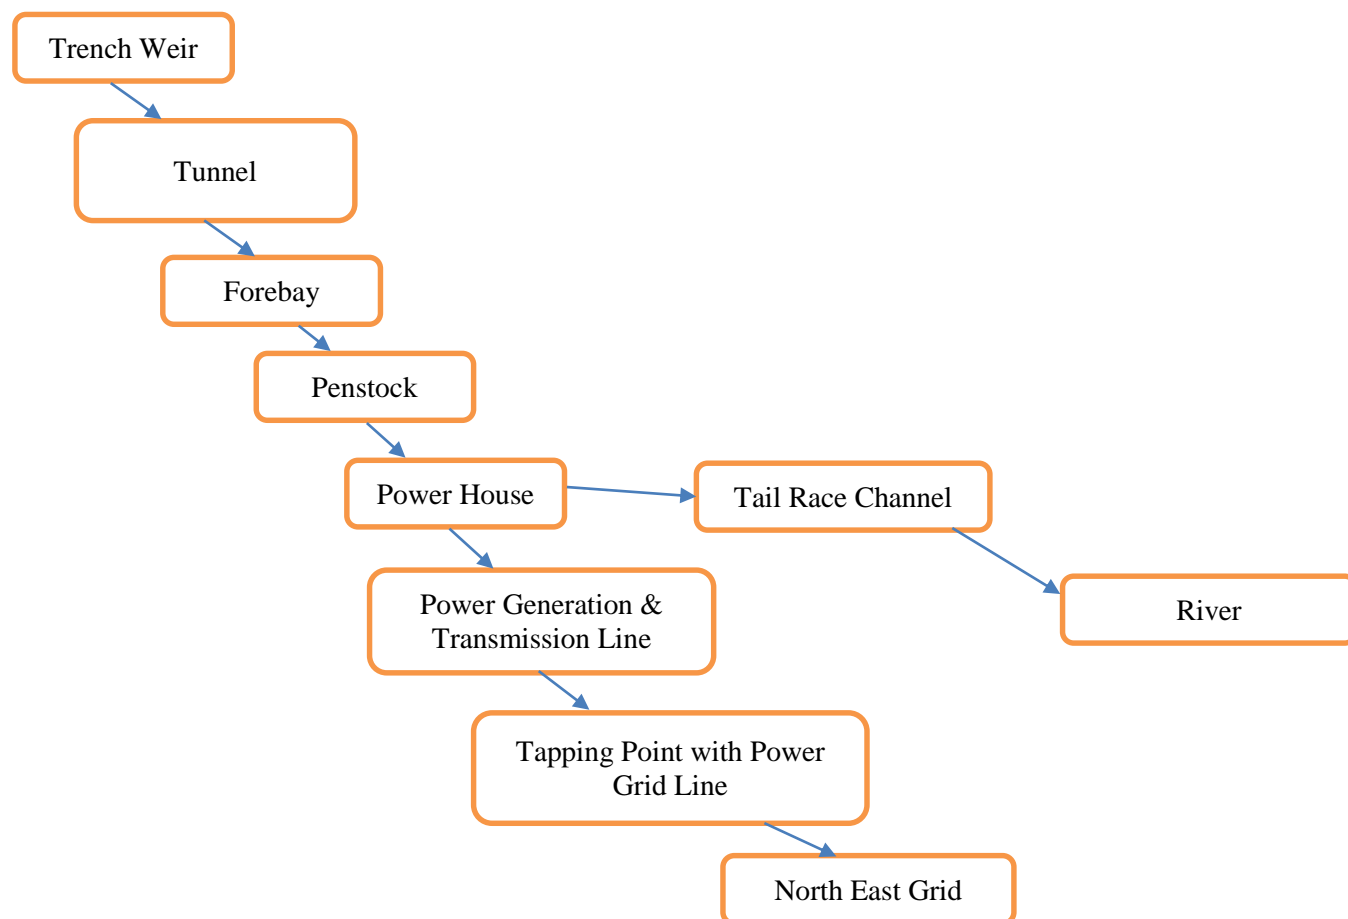 Trench Weir
Tunnel
Forebay
Penstock
Power House
Tail Race Channel
Power Generation &
Transmission Line
River
Tapping Point with Power
Grid Line
North East Grid